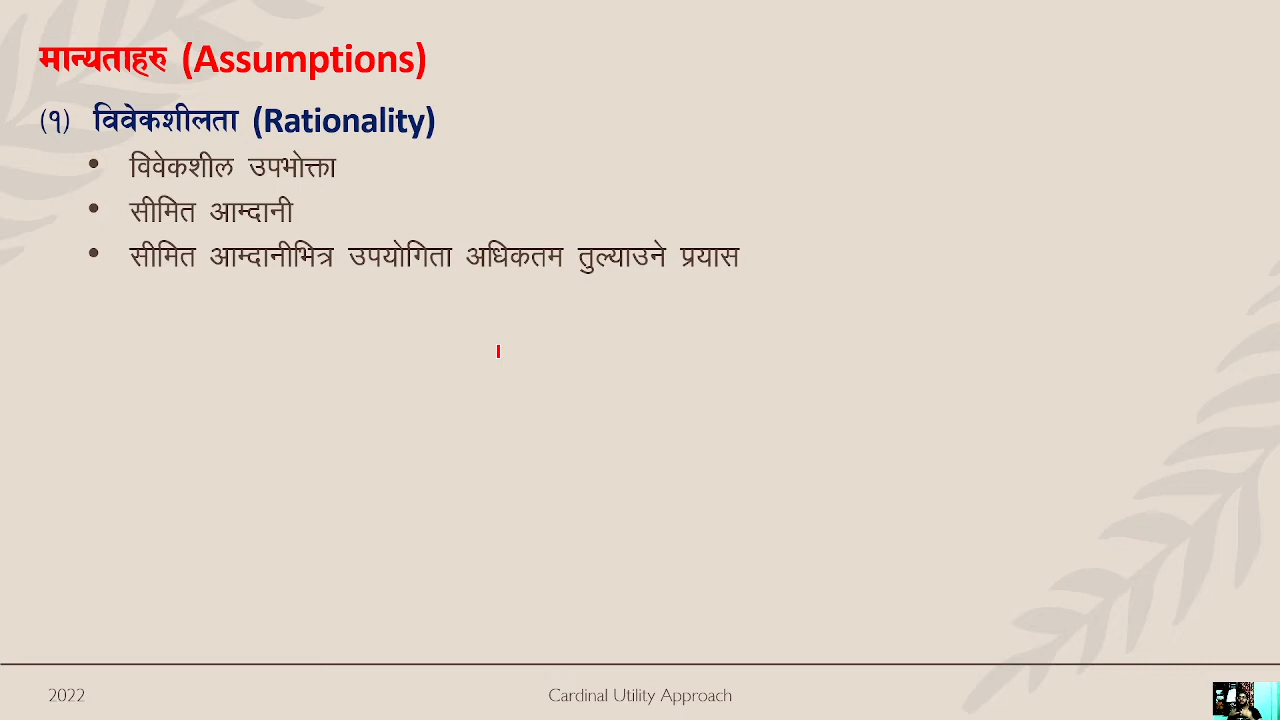 मान्यताहरु (Assumptions)
(१) विवेकशीलता (Rationality)
• विवेकशील उपभोक्ता
• सीमित आम्दानी
• सीमित आम्दानीभित्र उपयोगिता अधिकतम तुल्याउने प्रयास
2022
Cardinal Utility Approach